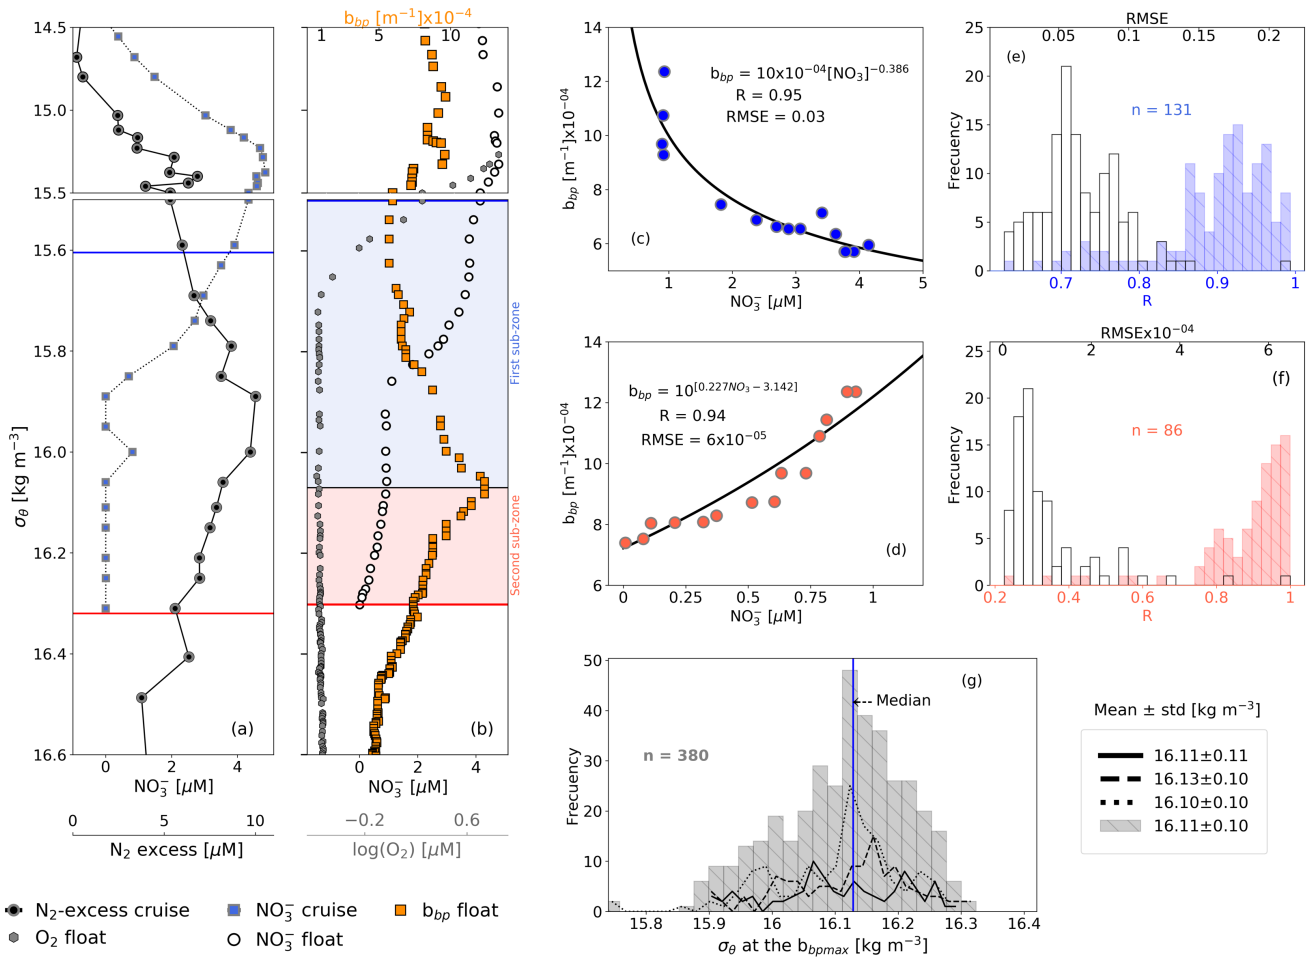 b_bp [m⁻¹]x10⁻⁴
1 5 10
14.5
15.0
15.5
15.6
15.8
16.0
16.2
16.4
16.6
σ_θ [kg m⁻³]
(a)
0 2 4
NO₃⁻ [μM]
0 5 10
N₂ excess [μM]
(b)
First sub-zone
Second sub-zone
0 2 4
NO₃⁻ [μM]
−0.2 0.6
log(O₂) [μM]
N₂-excess cruise
O₂ float
NO₃⁻ cruise
NO₃⁻ float
b_bp float
14
12
10
8
6
b_bp [m⁻¹]x10⁻⁰⁴
b_bp = 10x10⁻⁰⁴[NO₃]⁻⁰·³⁸⁶
R = 0.95
RMSE = 0.03
(c)
1 2 3 4 5
NO₃⁻ [μM]
14
12
10
8
6
b_bp [m⁻¹]x10⁻⁰⁴
b_bp = 10^[0.227NO₃−3.142]
R = 0.94
RMSE = 6x10⁻⁰⁵
(d)
0 0.25 0.5 0.75 1
NO₃⁻ [μM]
RMSE
0.05 0.1 0.15 0.2
(e)
n = 131
25
20
15
10
5
0
Frecuency
0.7 0.8 0.9 1
R
RMSEx10⁻⁰⁴
0 2 4 6
(f)
n = 86
25
20
15
10
5
0
Frecuency
0.2 0.4 0.6 0.8 1
R
50
40
30
20
10
0
Frecuency
(g)
Median
n = 380
15.8 15.9 16 16.1 16.2 16.3 16.4
σ_θ at the b_bpmax [kg m⁻³]
Mean ± std [kg m⁻³]
16.11±0.11
16.13±0.10
16.10±0.10
16.11±0.10